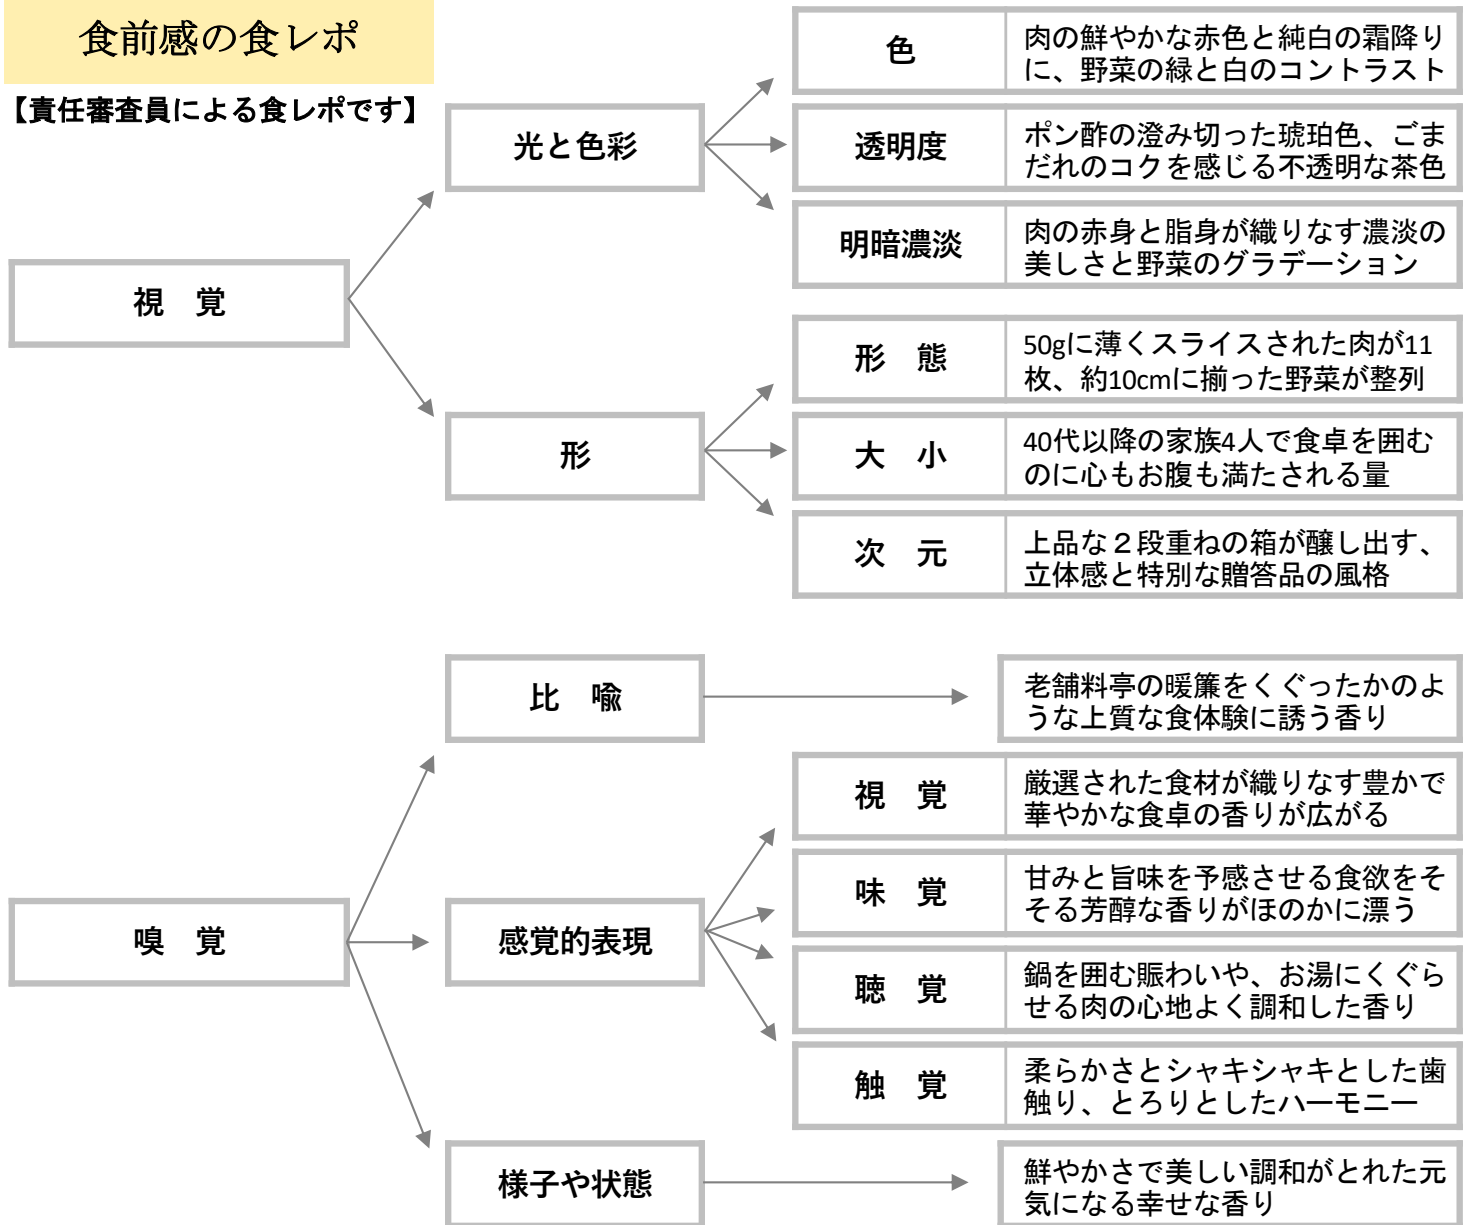 食前感の食レポ
【責任審査員による食レポです】
視　覚
光と色彩
色
肉の鮮やかな赤色と純白の霜降り
に、野菜の緑と白のコントラスト
透明度
ポン酢の澄み切った琥珀色、ごま
だれのコクを感じる不透明な茶色
明暗濃淡
肉の赤身と脂身が織りなす濃淡の
美しさと野菜のグラデーション
形
形　態
50gに薄くスライスされた肉が11
枚、約10cmに揃った野菜が整列
大　小
40代以降の家族4人で食卓を囲む
のに心もお腹も満たされる量
次　元
上品な２段重ねの箱が醸し出す、
立体感と特別な贈答品の風格
嗅　覚
比　喩
老舗料亭の暖簾をくぐったかのよ
うな上質な食体験に誘う香り
感覚的表現
視　覚
厳選された食材が織りなす豊かで
華やかな食卓の香りが広がる
味　覚
甘みと旨味を予感させる食欲をそ
そる芳醇な香りがほのかに漂う
聴　覚
鍋を囲む賑わいや、お湯にくぐら
せる肉の心地よく調和した香り
触　覚
柔らかさとシャキシャキとした歯
触り、とろりとしたハーモニー
様子や状態
鮮やかさで美しい調和がとれた元
気になる幸せな香り